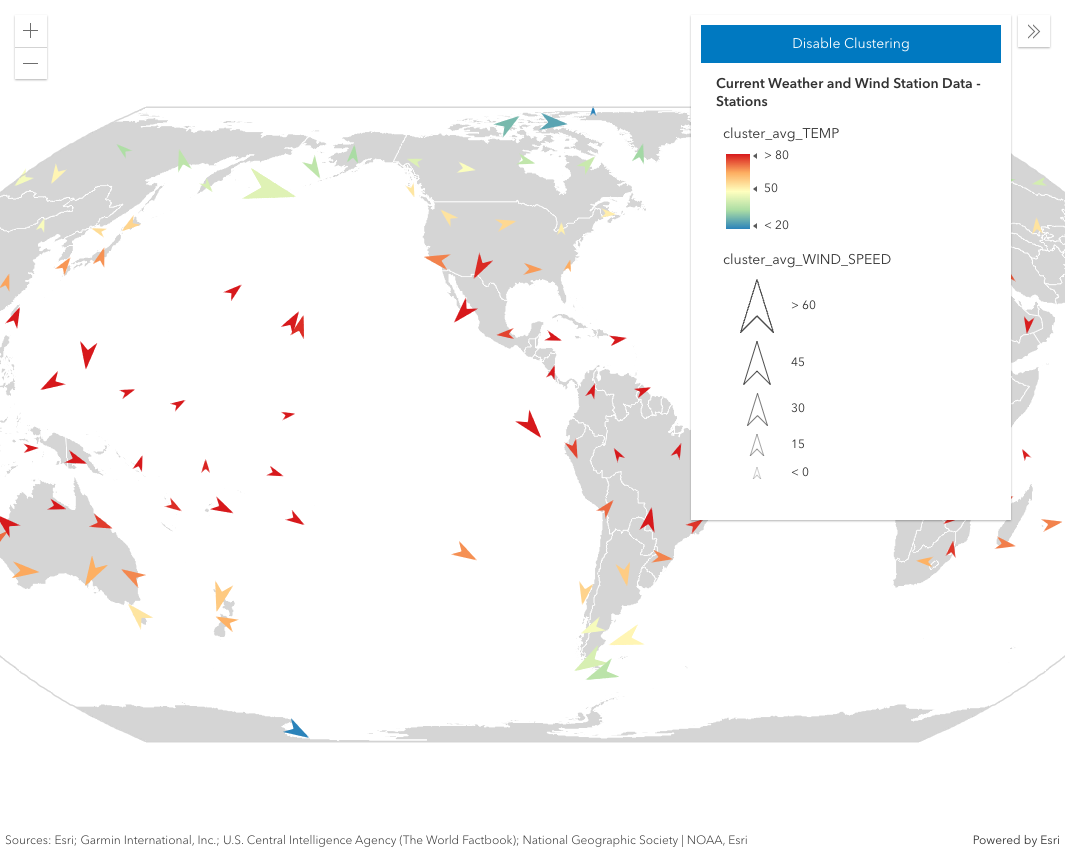 Disable Clustering
Current Weather and Wind Station Data -
Stations
cluster_avg_TEMP
> 80
50
< 20
cluster_avg_WIND_SPEED
> 60
45
30
15
< 0
Sources: Esri; Garmin International, Inc.; U.S. Central Intelligence Agency (The World Factbook); National Geographic Society | NOAA, Esri
Powered by Esri